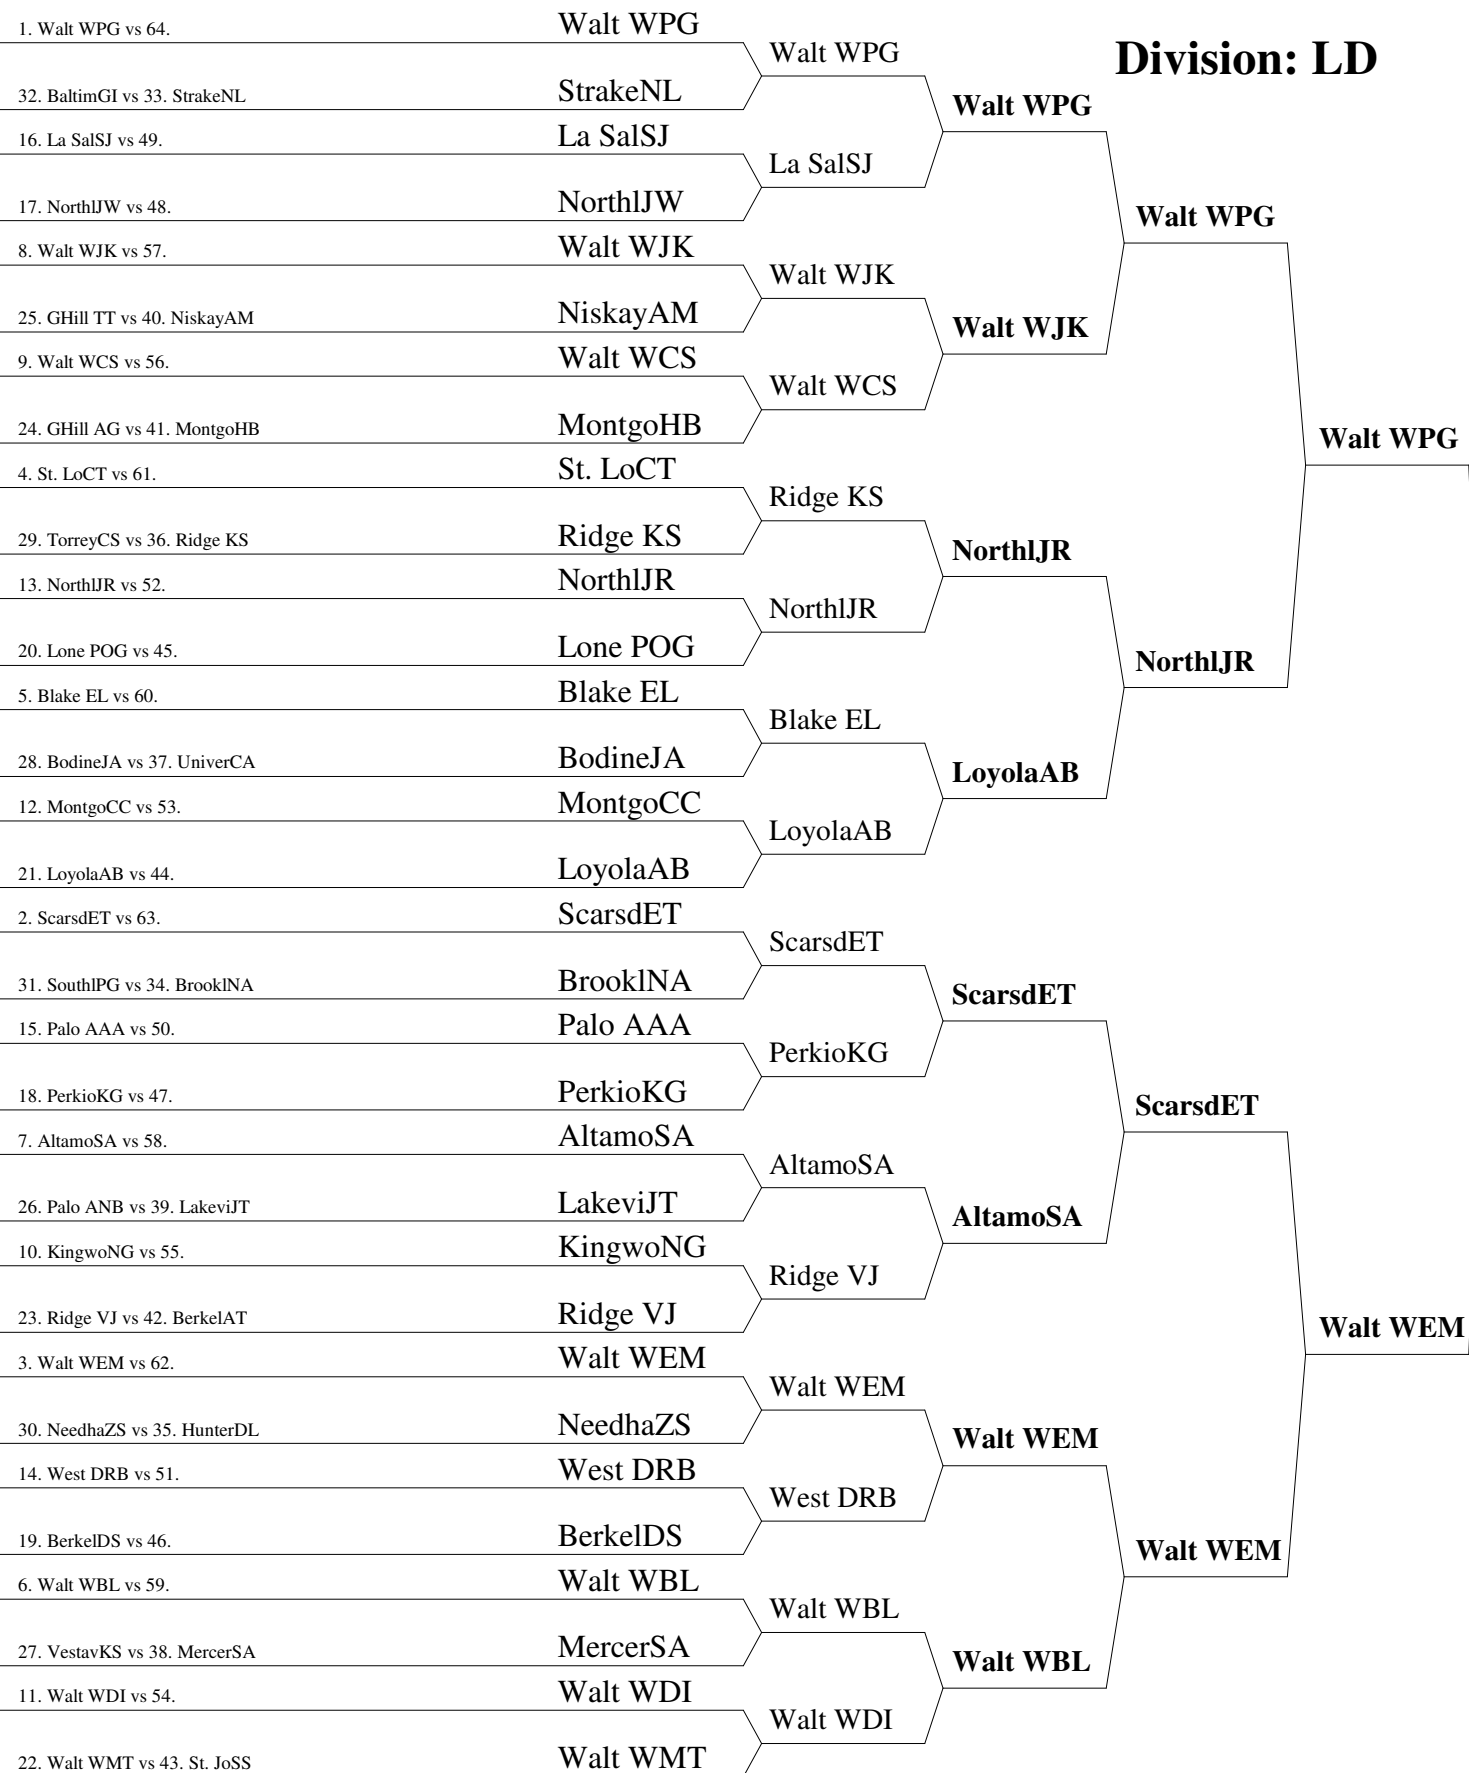 Division: LD
1. Walt WPG vs 64.
32. BaltimGI vs 33. StrakeNL
16. La SalSJ vs 49.
17. NorthlJW vs 48.
8. Walt WJK vs 57.
25. GHill TT vs 40. NiskayAM
9. Walt WCS vs 56.
24. GHill AG vs 41. MontgoHB
4. St. LoCT vs 61.
29. TorreyCS vs 36. Ridge KS
13. NorthlJR vs 52.
20. Lone POG vs 45.
5. Blake EL vs 60.
28. BodineJA vs 37. UniverCA
12. MontgoCC vs 53.
21. LoyolaAB vs 44.
2. ScarsdET vs 63.
31. SouthlPG vs 34. BrooklNA
15. Palo AAA vs 50.
18. PerkioKG vs 47.
7. AltamoSA vs 58.
26. Palo ANB vs 39. LakeviJT
10. KingwoNG vs 55.
23. Ridge VJ vs 42. BerkelAT
3. Walt WEM vs 62.
30. NeedhaZS vs 35. HunterDL
14. West DRB vs 51.
19. BerkelDS vs 46.
6. Walt WBL vs 59.
27. VestavKS vs 38. MercerSA
11. Walt WDI vs 54.
22. Walt WMT vs 43. St. JoSS
Walt WPG
StrakeNL
La SalSJ
NorthlJW
Walt WJK
NiskayAM
Walt WCS
MontgoHB
St. LoCT
Ridge KS
NorthlJR
Lone POG
Blake EL
BodineJA
MontgoCC
LoyolaAB
ScarsdET
BrooklNA
Palo AAA
PerkioKG
AltamoSA
LakeviJT
KingwoNG
Ridge VJ
Walt WEM
NeedhaZS
West DRB
BerkelDS
Walt WBL
MercerSA
Walt WDI
Walt WMT
Walt WPG
La SalSJ
Walt WJK
Walt WCS
Ridge KS
NorthlJR
Blake EL
LoyolaAB
ScarsdET
PerkioKG
AltamoSA
Ridge VJ
Walt WEM
West DRB
Walt WBL
Walt WDI
Walt WPG
Walt WJK
NorthlJR
LoyolaAB
ScarsdET
AltamoSA
Walt WEM
Walt WBL
Walt WPG
NorthlJR
ScarsdET
Walt WEM
Walt WPG
Walt WEM